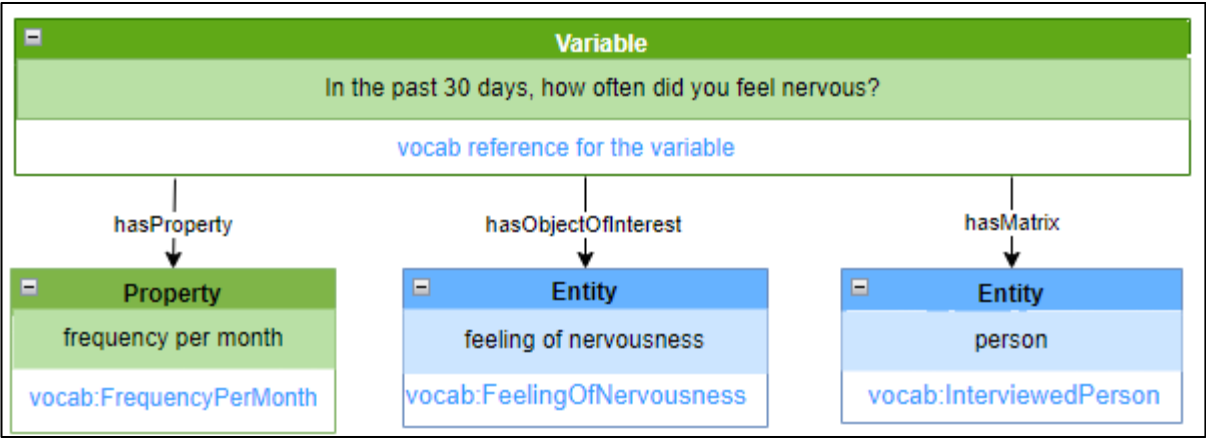 Variable
In the past 30 days, how often did you feel nervous?
vocab reference for the variable
hasProperty
hasObjectOfInterest
hasMatrix
Property
frequency per month
vocab:FrequencyPerMonth
Entity
feeling of nervousness
vocab:FeelingOfNervousness
Entity
person
vocab:InterviewedPerson